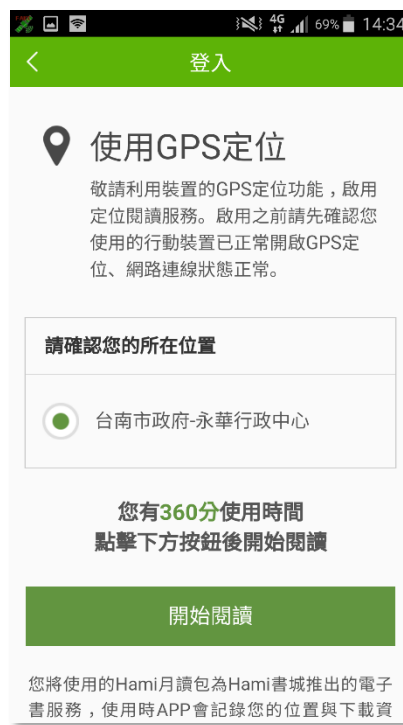 4G 69% 14:34
登入
使用GPS定位
敬請利用裝置的GPS定位功能，啟用
定位閱讀服務。啟用之前請先確認您
使用的行動裝置已正常開啟GPS定
位、網路連線狀態正常。
請確認您的所在位置
台南市政府-永華行政中心
您有360分使用時間
點擊下方按鈕後開始閱讀
開始閱讀
您將使用的Hami月讀包為Hami書城推出的電子
書服務，使用時APP會記錄您的位置與下載資